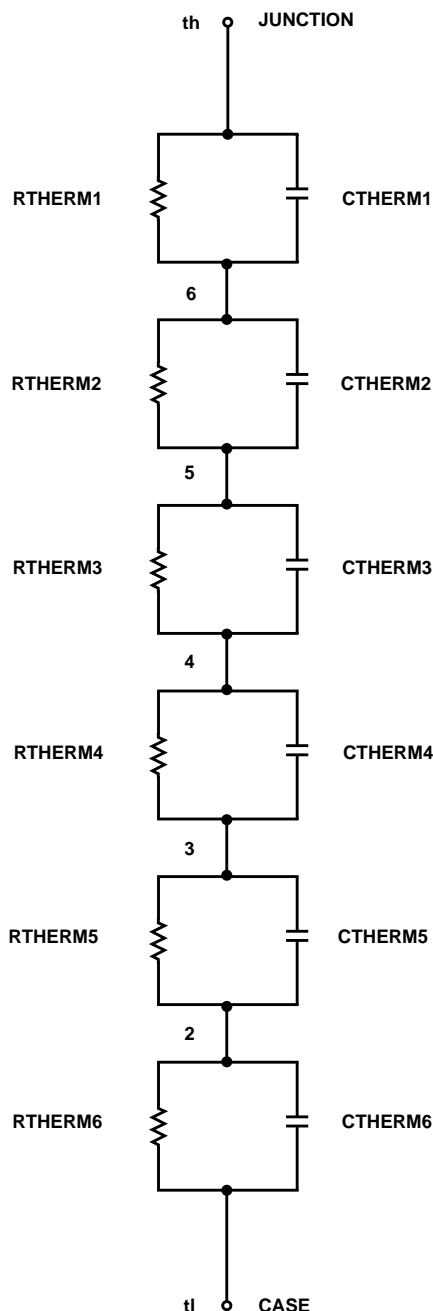 th JUNCTION
RTHERM1 CTHERM1
6
RTHERM2 CTHERM2
5
RTHERM3 CTHERM3
4
RTHERM4 CTHERM4
3
RTHERM5 CTHERM5
2
RTHERM6 CTHERM6
tl CASE